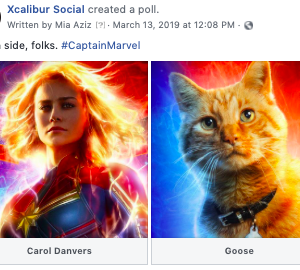 Xcalibur Social created a poll.
Written by Mia Aziz [?] · March 13, 2019 at 12:08 PM ·
side, folks. #CaptainMarvel
Carol Danvers
Goose